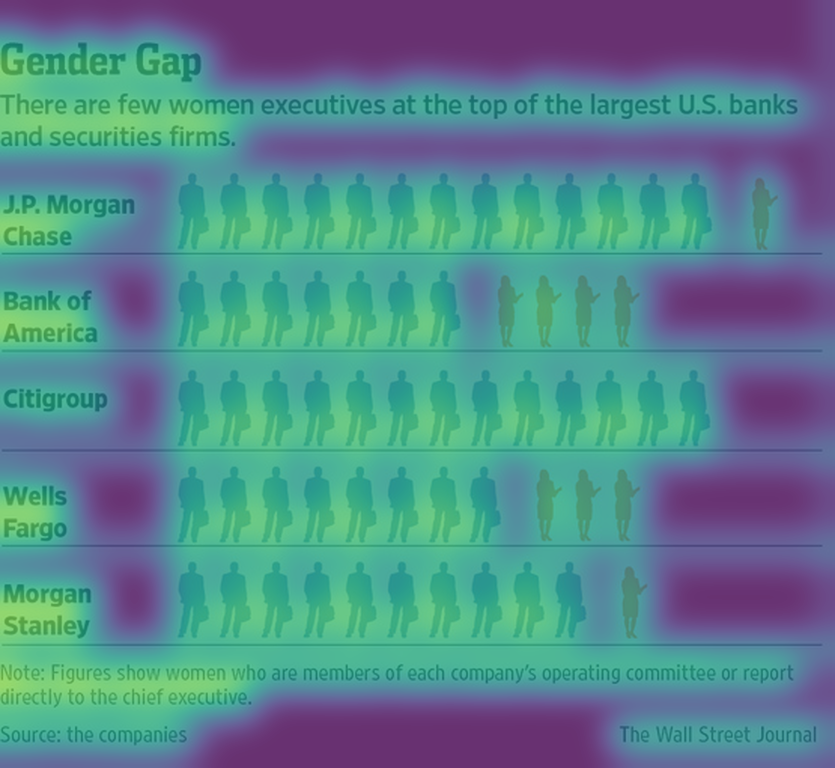 Gender Gap
There are few women executives at the top of the largest U.S. banks
and securities firms.
J.P. Morgan
Chase
Bank of
America
Citigroup
Wells
Fargo
Morgan
Stanley
Note: Figures show women who are members of each company's operating committee or report
directly to the chief executive.
Source: the companies
The Wall Street Journal